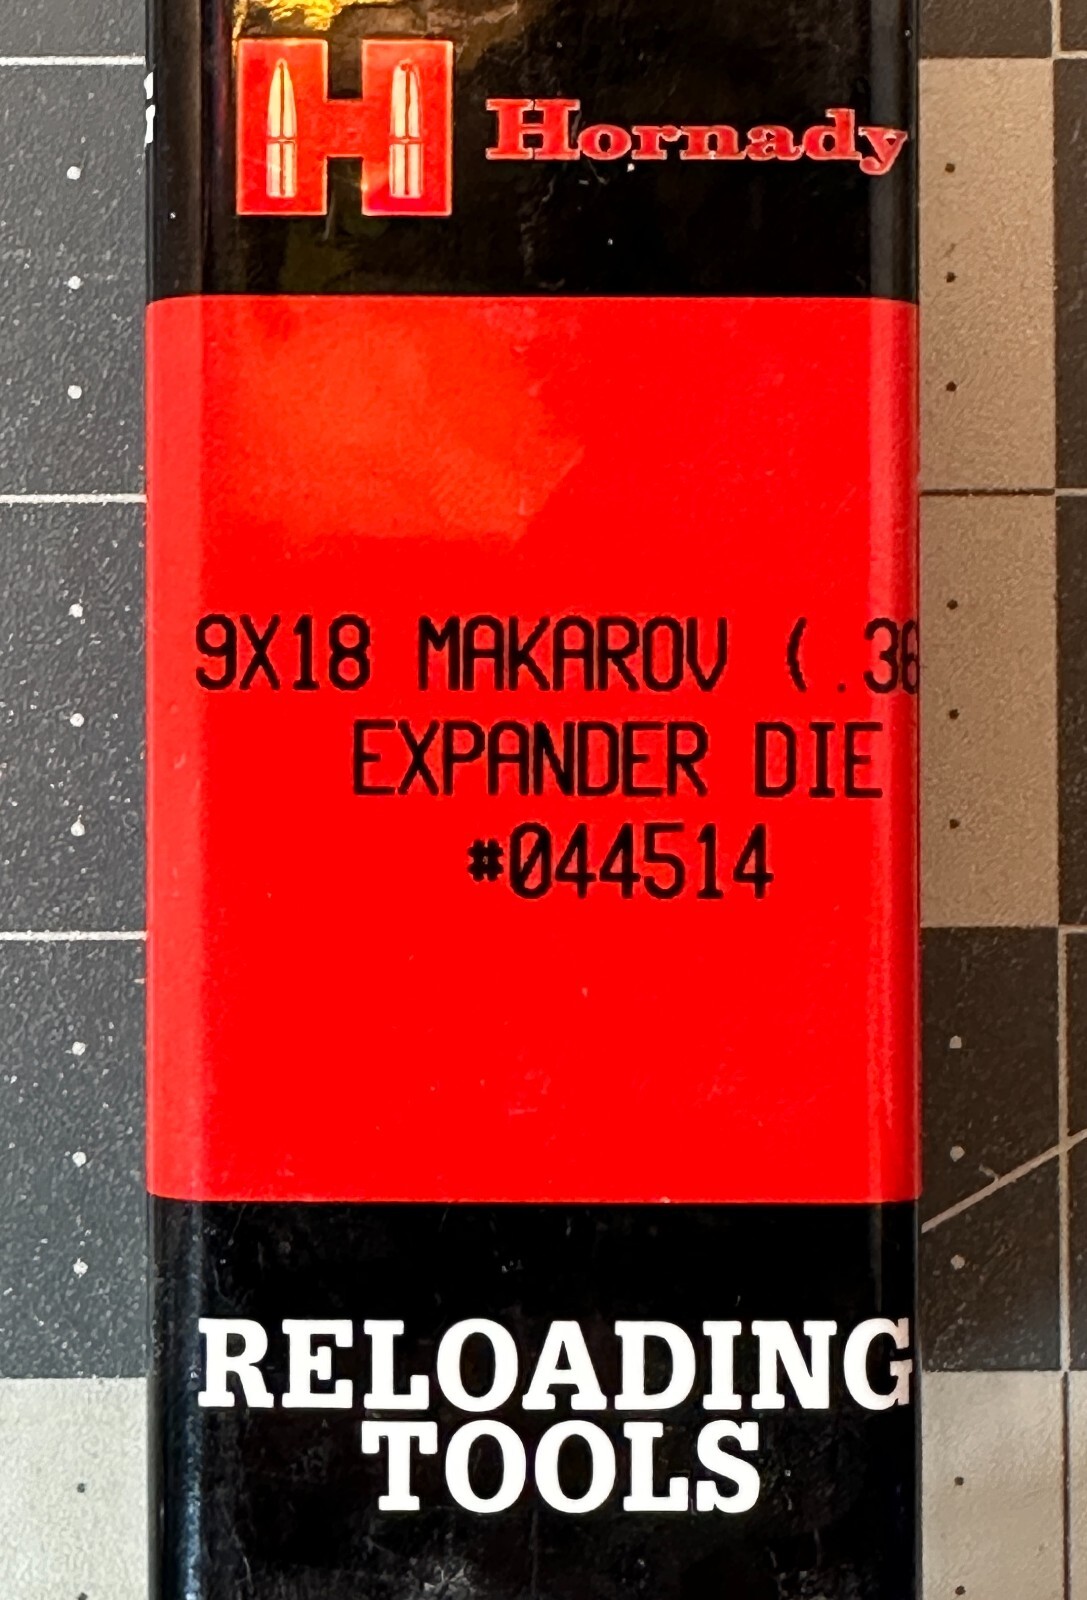 Hornady
9X18 MAKAROV (.36
EXPANDER DIE
#044514
RELOADING
TOOLS